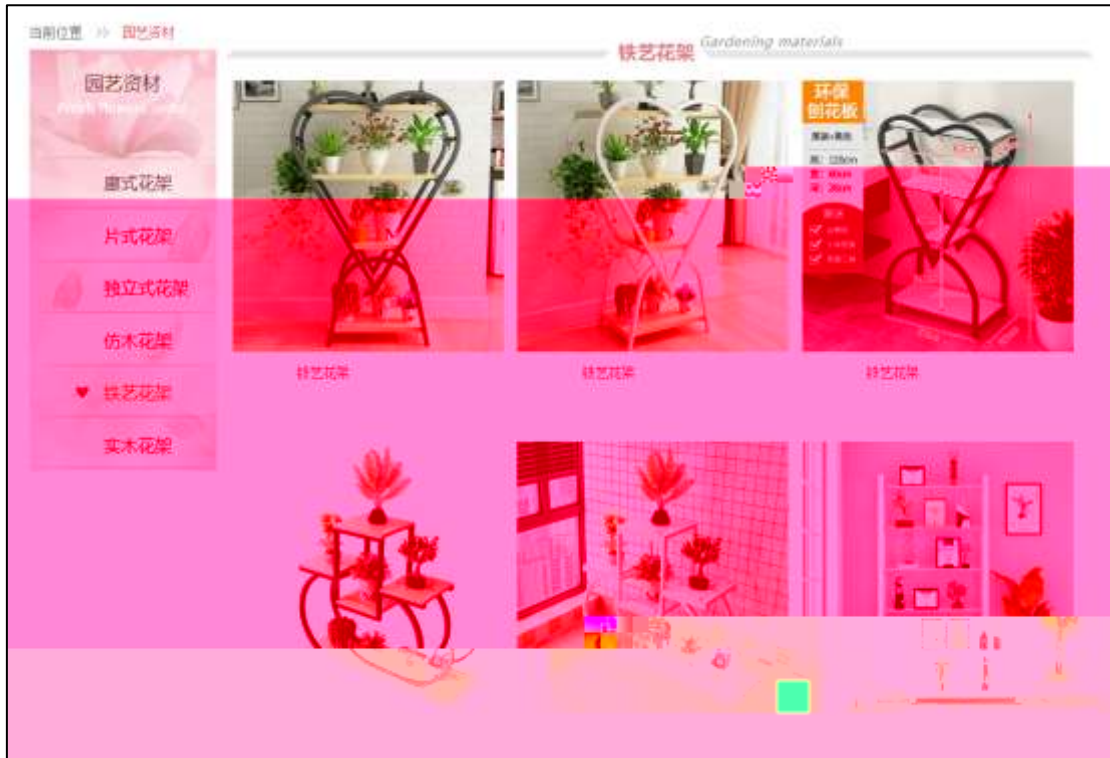 当前位置 >> 园艺资材
园艺资材
廊式花架
片式花架
独立式花架
仿木花架
铁艺花架
实木花架
铁艺花架 Gardening materials
环保
刨花板
高：128cm
铁艺花架
铁艺花架
铁艺花架